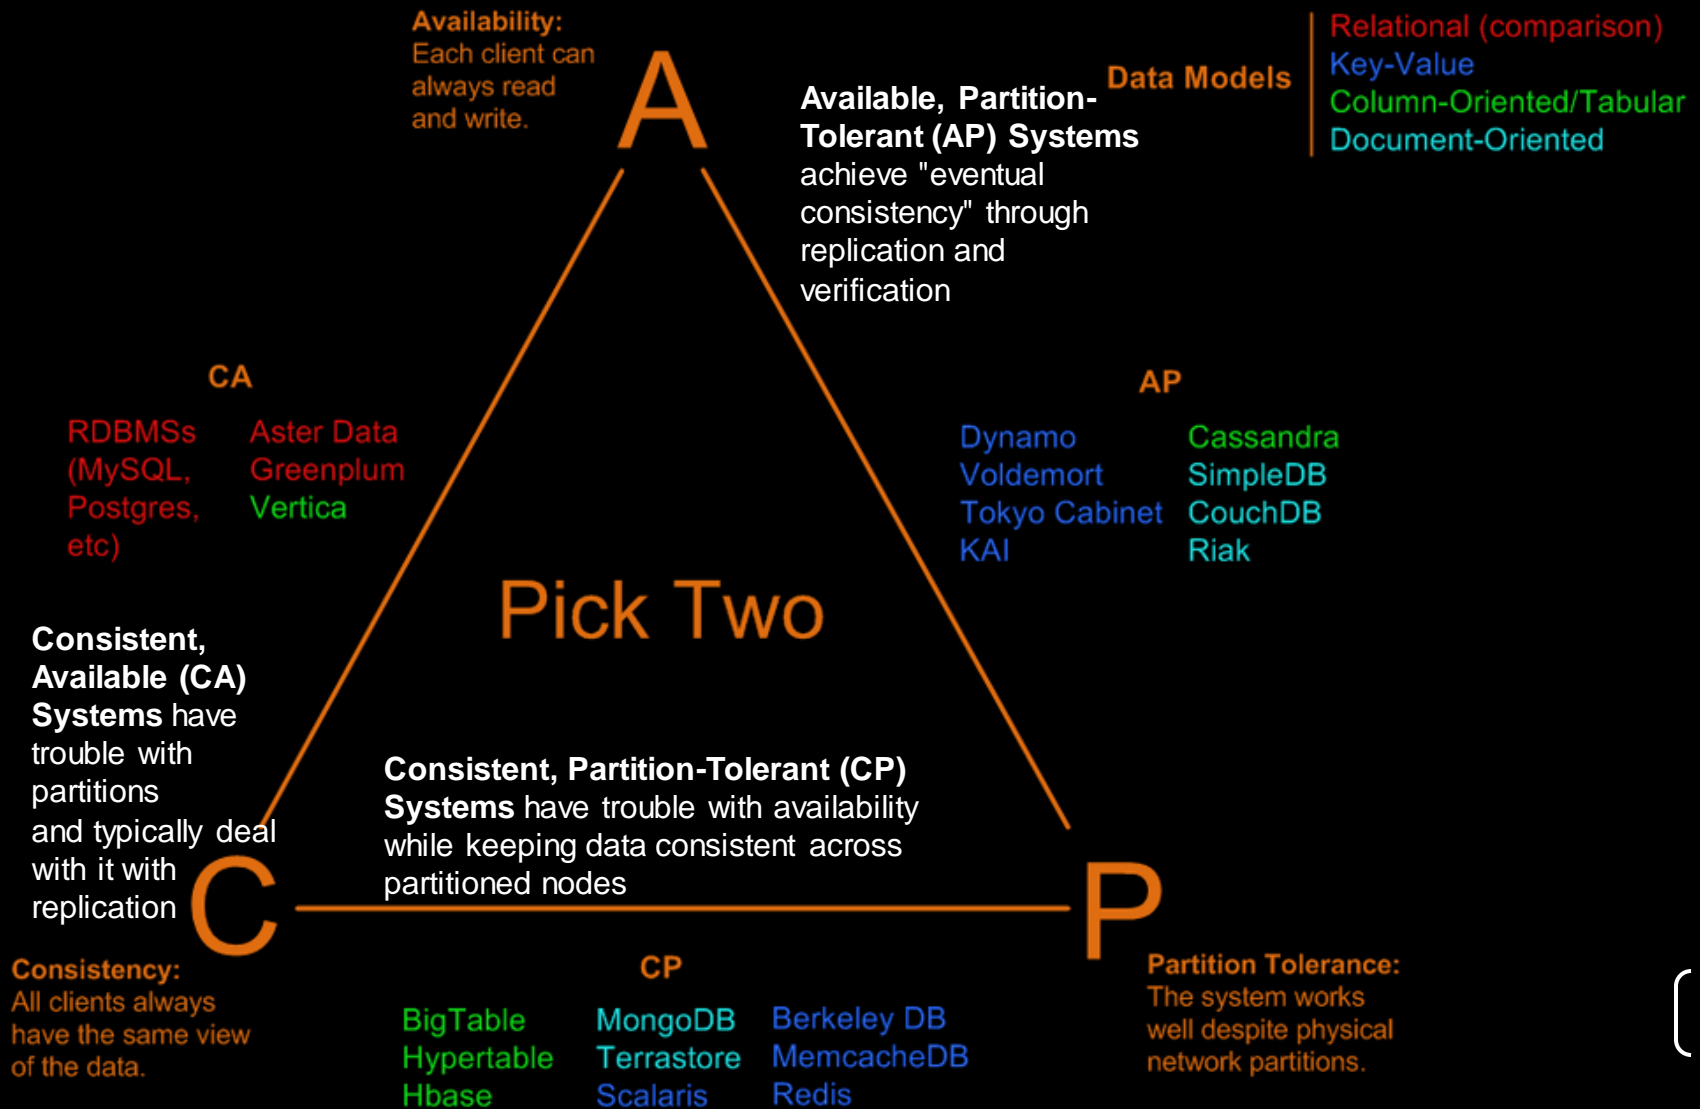 Availability:
Each client can
always read
and write.
A
Available, Partition-
Tolerant (AP) Systems
achieve "eventual
consistency" through
replication and
verification
Data Models
Relational (comparison)
Key-Value
Column-Oriented/Tabular
Document-Oriented
CA
RDBMSs
(MySQL,
Postgres,
etc)
Aster Data
Greenplum
Vertica
AP
Dynamo
Voldemort
Tokyo Cabinet
KAI
Cassandra
SimpleDB
CouchDB
Riak
Pick Two
Consistent,
Available (CA)
Systems have
trouble with
partitions
and typically deal
with it with
replication
Consistent, Partition-Tolerant (CP)
Systems have trouble with availability
while keeping data consistent across
partitioned nodes
C
P
Consistency:
All clients always
have the same view
of the data.
CP
BigTable
Hypertable
Hbase
MongoDB
Terrastore
Scalaris
Berkeley DB
MemcacheDB
Redis
Partition Tolerance:
The system works
well despite physical
network partitions.